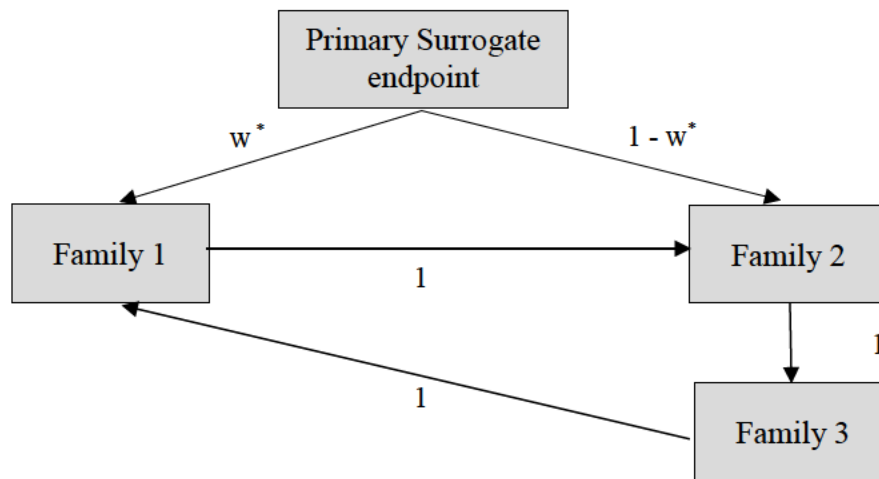 Primary Surrogate
endpoint
w *
1 - w*
Family 1
Family 2
1
1
1
Family 3